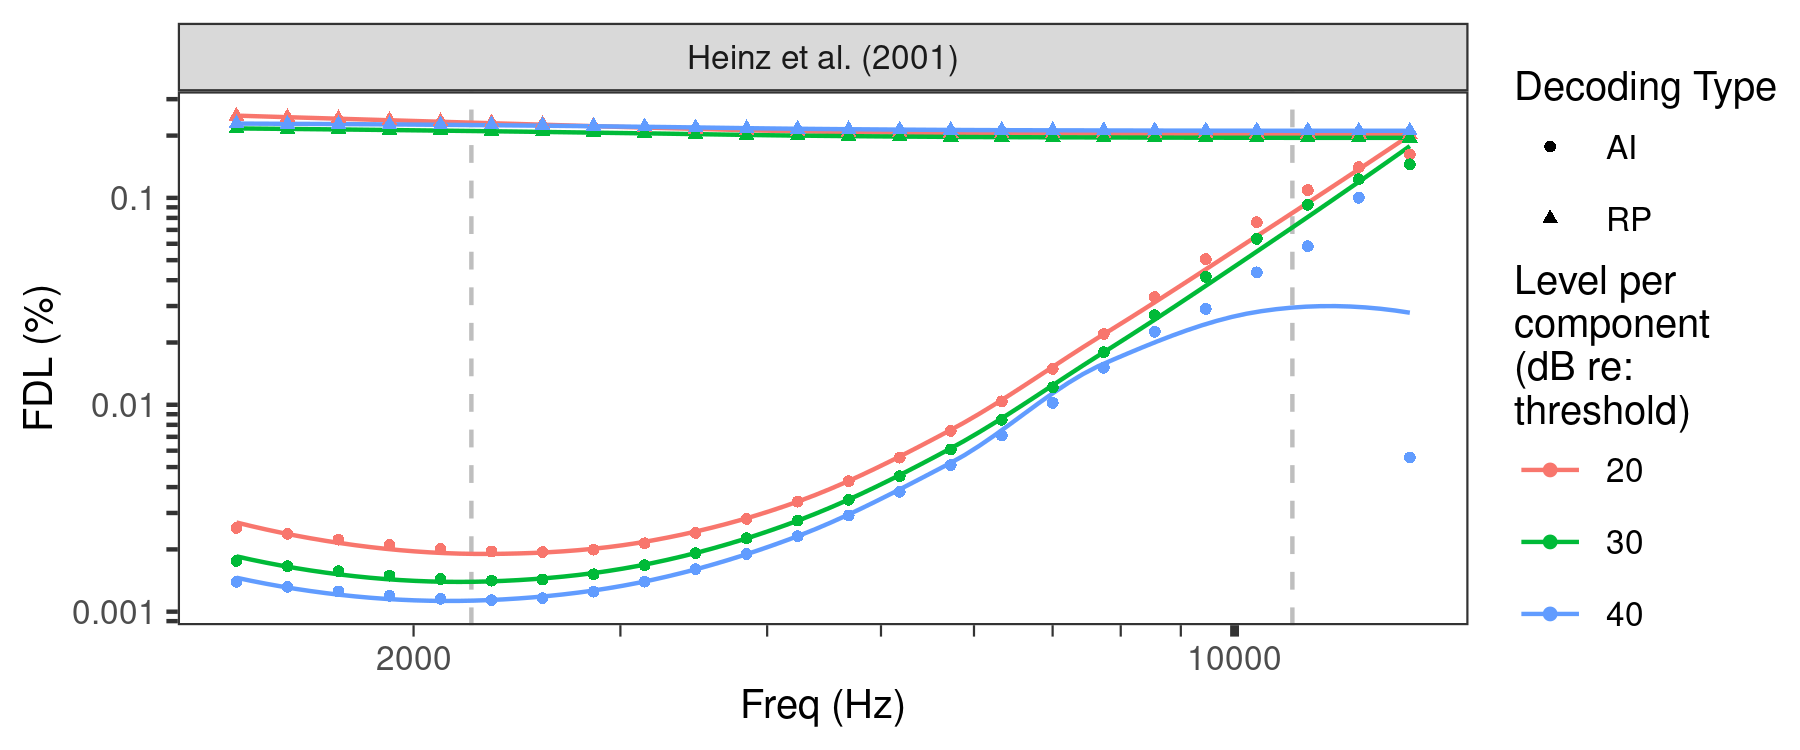 Heinz et al. (2001)
FDL (%)
0.1
0.01
0.001
2000
10000
Freq (Hz)
Decoding Type
AI
RP
Level per
component
(dB re:
threshold)
20
30
40